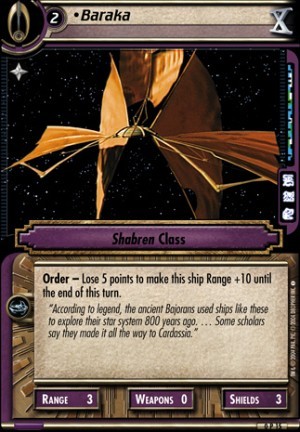 2
•Baraka
Shabren Class
Order – Lose 5 points to make this ship Range +10 until
the end of this turn.
"According to legend, the ancient Bajorans used ships like these
to explore their star system 800 years ago. … Some scholars
say they made it all the way to Cardassia."
RANGE 3
WEAPONS 0
SHIELDS 3
0 P 15